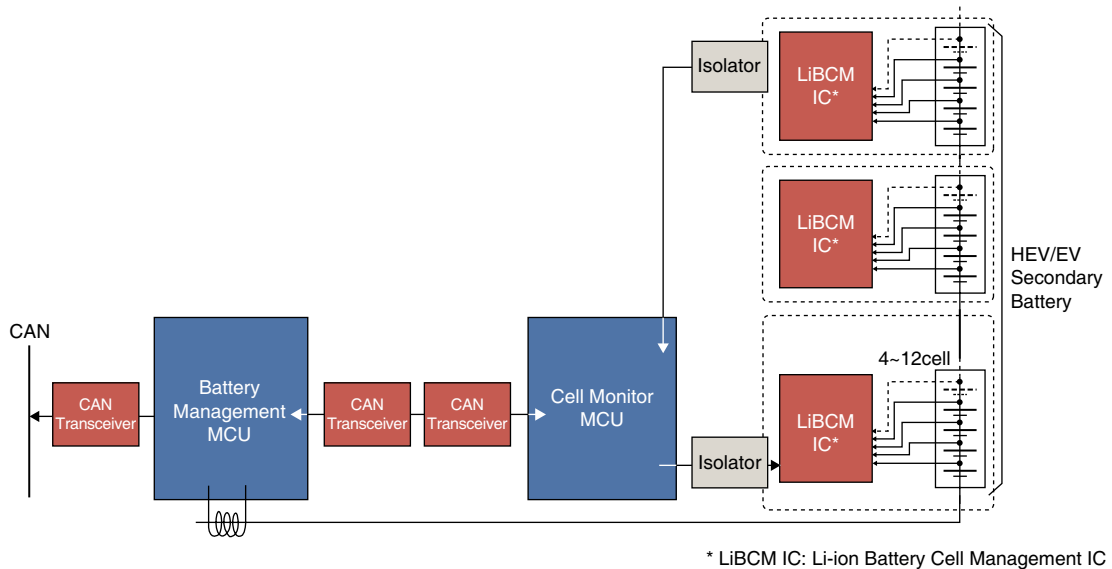 Isolator
LiBCM
IC*
LiBCM
IC*
HEV/EV
Secondary
Battery
CAN
4~12cell
CAN
Transceiver
Battery
Management
MCU
CAN
Transceiver
CAN
Transceiver
Cell Monitor
MCU
LiBCM
IC*
Isolator
* LiBCM IC: Li-ion Battery Cell Management IC